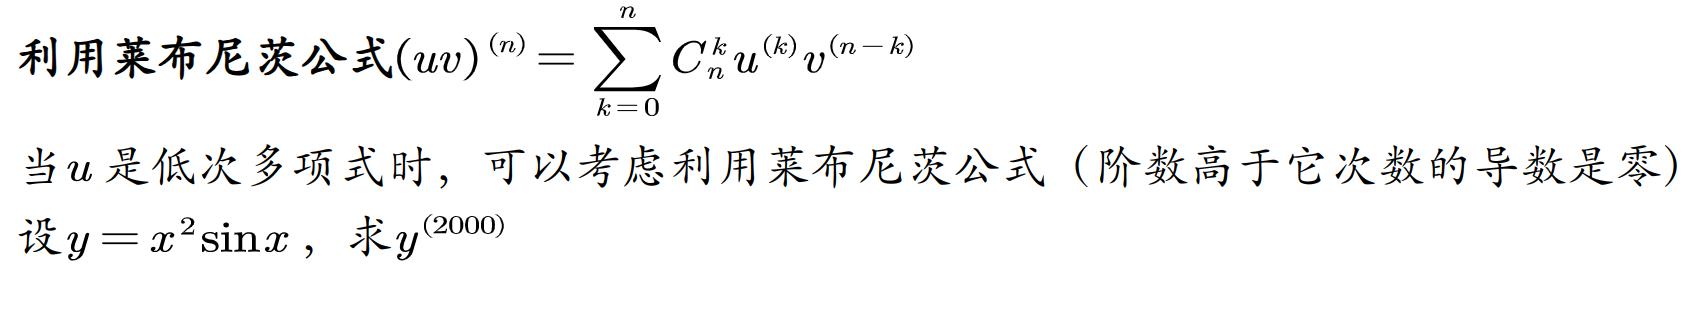 利用莱布尼茨公式$(uv)^{(n)}=\sum_{k=0}^{n}C_n^k u^{(k)}v^{(n-k)}$
当$u$是低次多项式时，可以考虑利用莱布尼茨公式（阶数高于它次数的导数是零）
设$y=x^2\sin x$，求$y^{(2000)}$